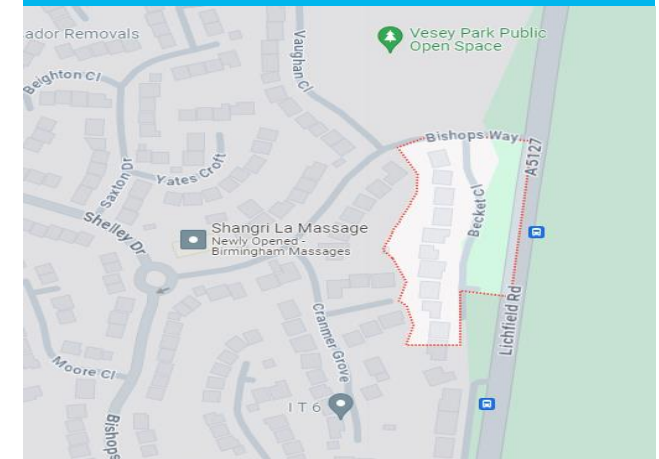 ador Removals
Vesey Park Public
Open Space
Vaughan Cl
Beighton Cl
Bishops Way
A5127
Yates Croft
Saxton Dr
Becket Cl
Shelley Dr
Shangri La Massage
Newly Opened -
Birmingham Massages
Lichfield Rd
Cranmer Grove
Moore Cl
IT6
Bishops